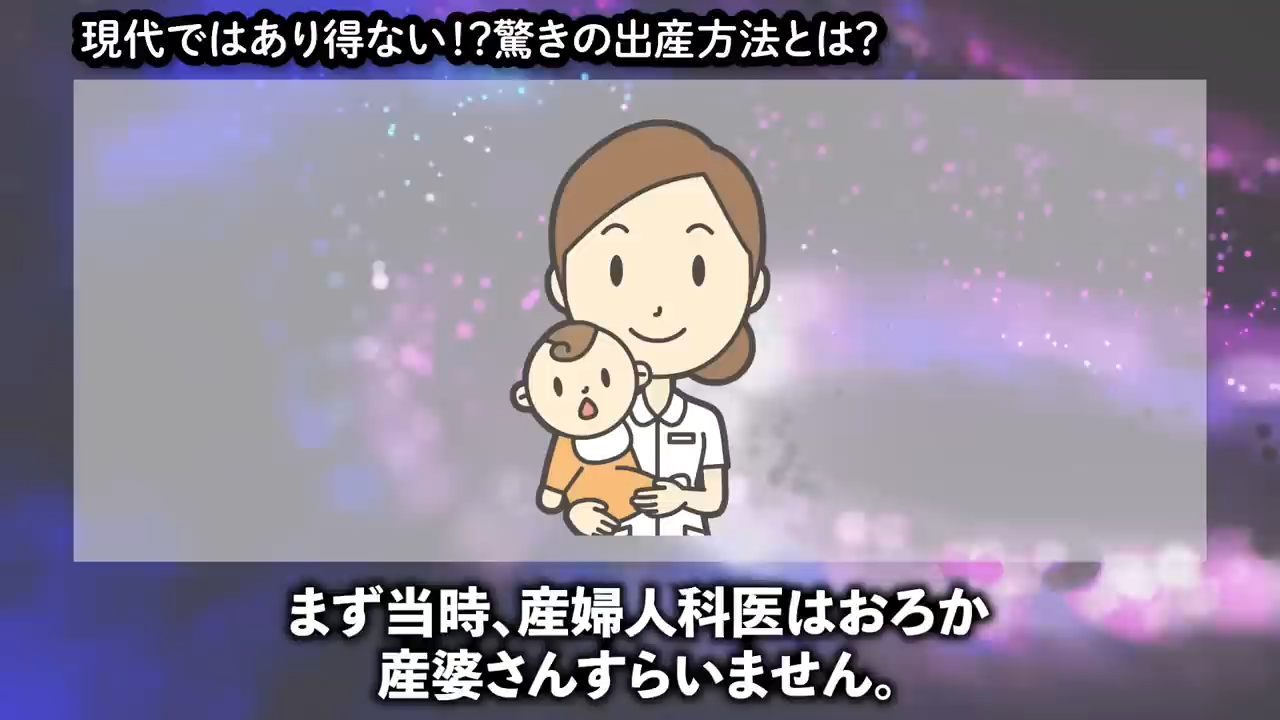 現代ではあり得ない!?驚きの出産方法とは?
まず当時、産婦人科医はおろか
産婆さんすらいません。